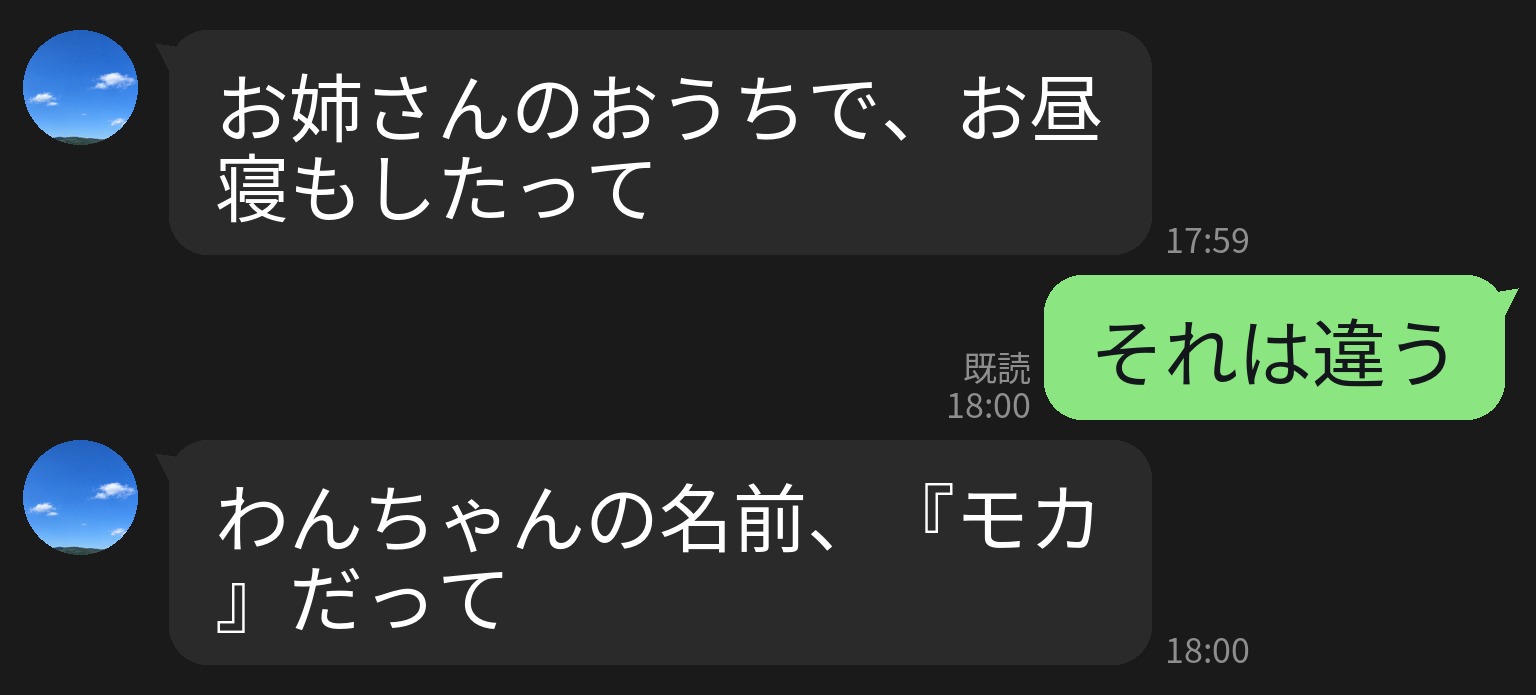 お姉さんのおうちで、お昼
寝もしたって
17:59
それは違う
既読
18:00
わんちゃんの名前、『モカ
』だって
18:00